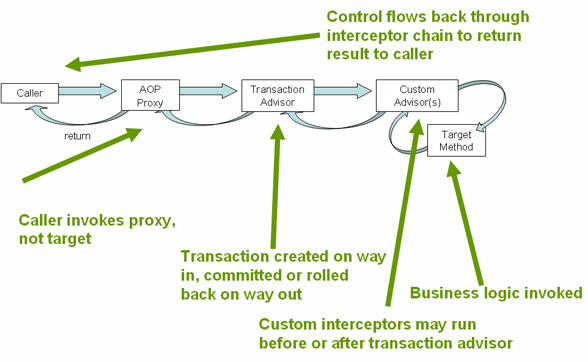 Control flows back through
interceptor chain to return
result to caller
Caller
AOP
Proxy
Transaction
Advisor
Custom
Advisor(s)
return
Target
Method
Caller invokes proxy,
not target
Transaction created on way
in, committed or rolled
back on way out
Business logic invoked
Custom interceptors may run
before or after transaction advisor